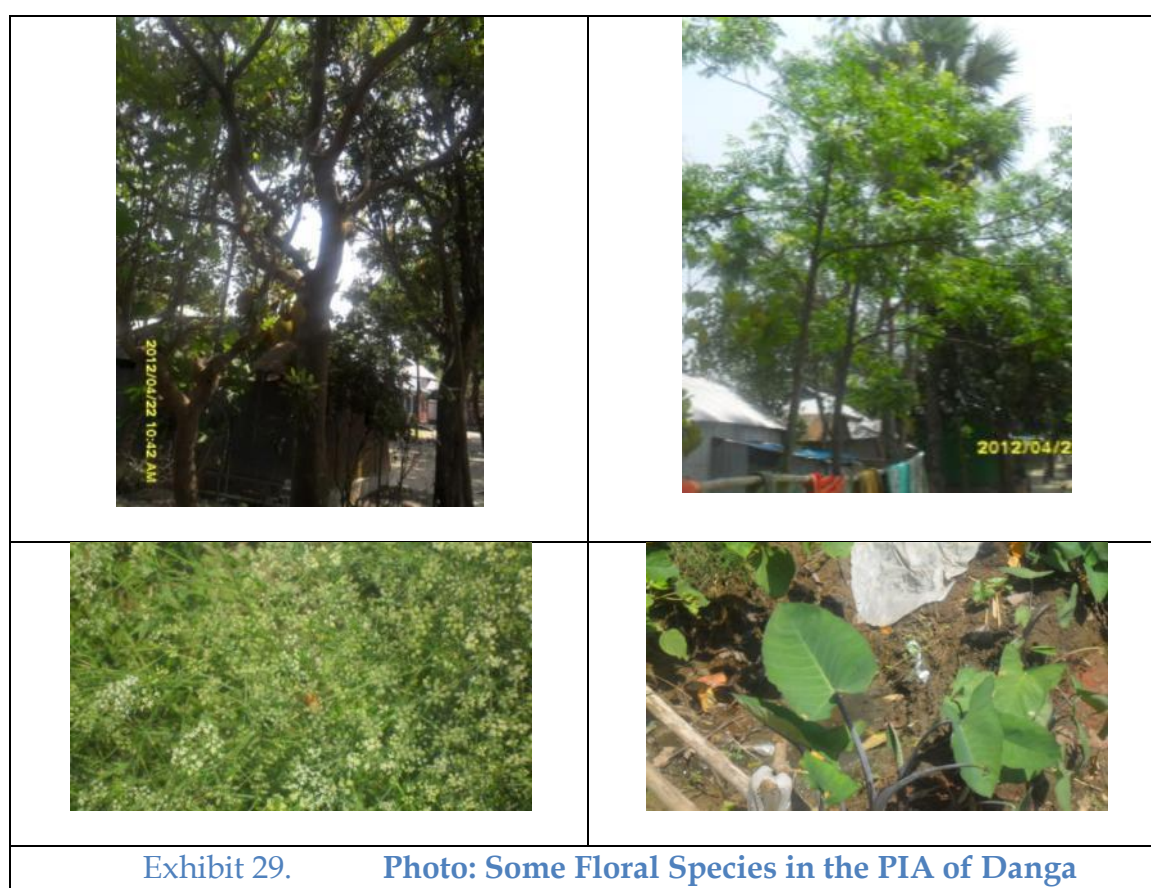 2012/04/22 10:42 AM
2012/04/2
Exhibit 29. Photo: Some Floral Species in the PIA of Danga